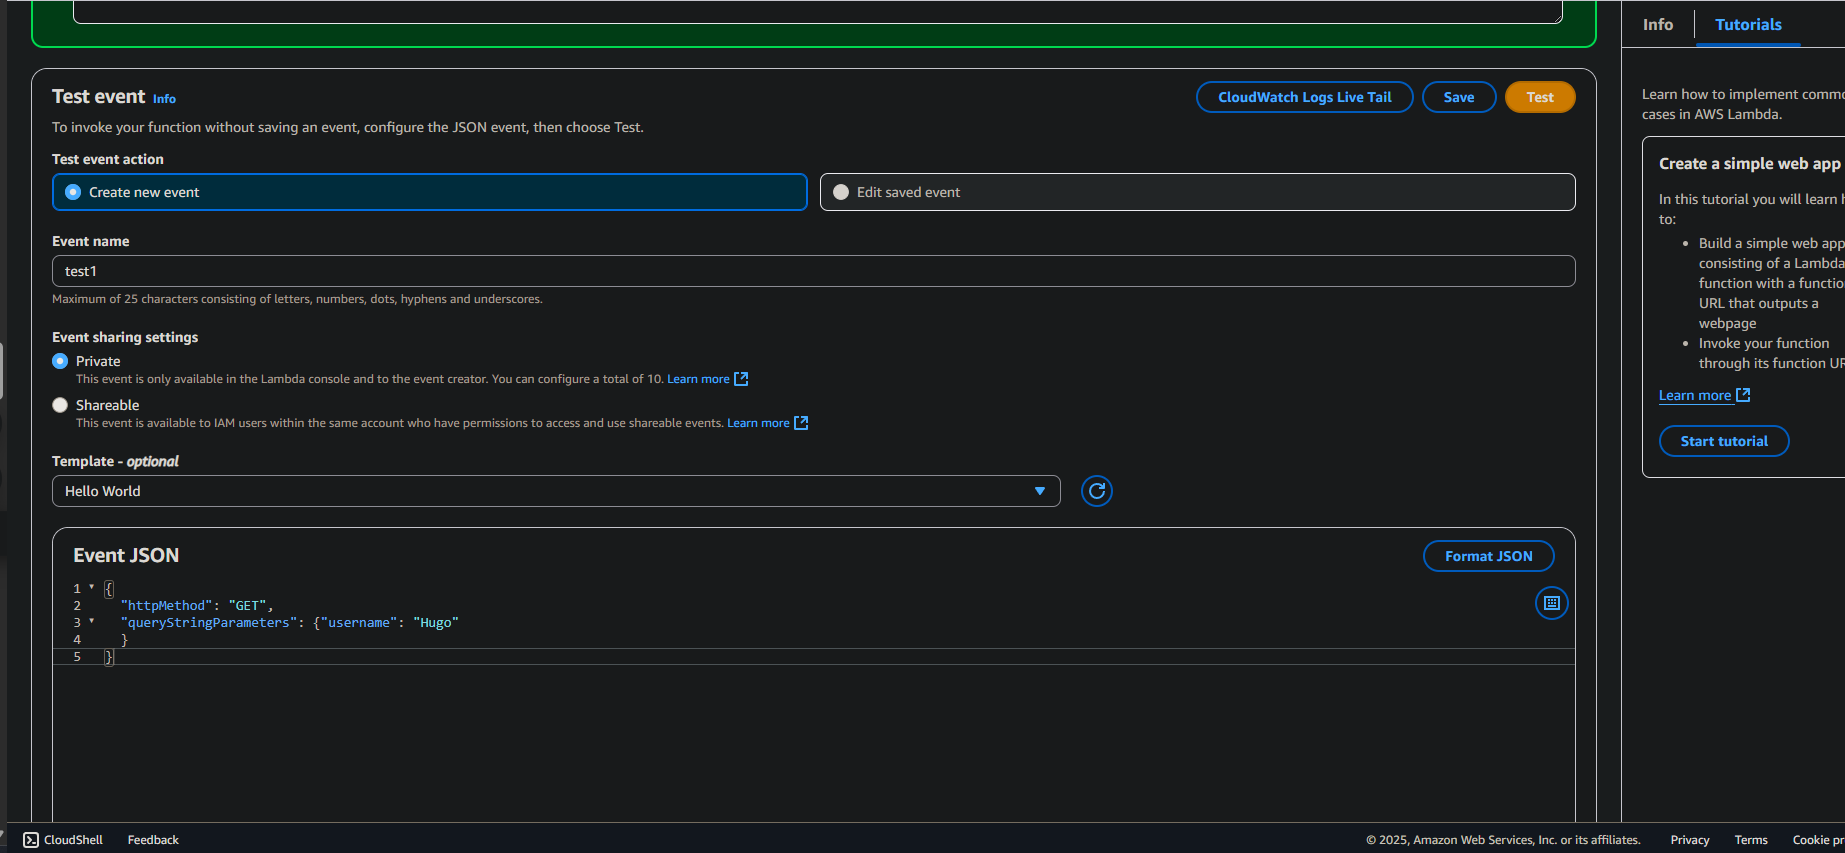 Info
Tutorials
Test event Info
CloudWatch Logs Live Tail
Save
Test
To invoke your function without saving an event, configure the JSON event, then choose Test.
Test event action
Create new event
Edit saved event
Event name
test1
Maximum of 25 characters consisting of letters, numbers, dots, hyphens and underscores.
Event sharing settings
Private
This event is only available in the Lambda console and to the event creator. You can configure a total of 10. Learn more
Shareable
This event is available to IAM users within the same account who have permissions to access and use shareable events. Learn more
Template - optional
Hello World
Event JSON
Format JSON
1 {
2 "httpMethod": "GET",
3 "queryStringParameters": {"username": "Hugo"
4 }
5 }
Learn how to implement
cases in AWS Lambda.
Create a simple web app
In this tutorial you will learn
to:
• Build a simple web app
consisting of a Lambda
function with a
URL that outputs a
webpage
• Invoke your function
through its function
Learn more
Start tutorial
CloudShell
Feedback
© 2025, Amazon Web Services, Inc. or its affiliates.
Privacy
Terms
Cookie